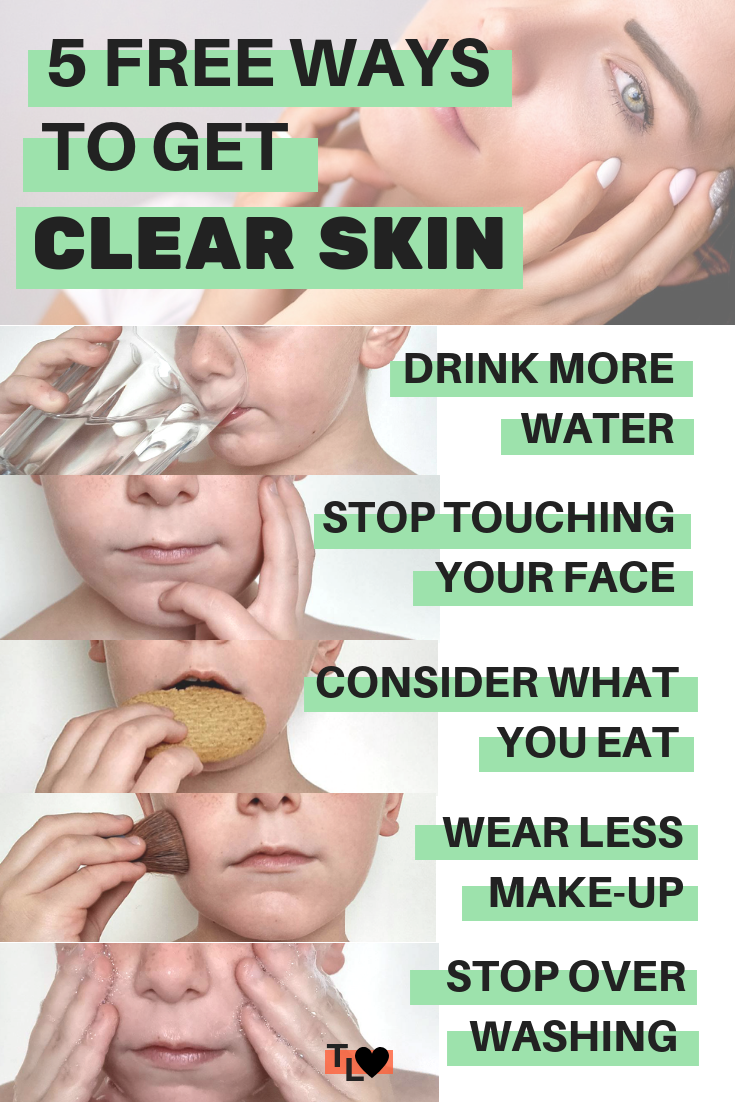 5 FREE WAYS
TO GET
CLEAR SKIN
DRINK MORE
WATER
STOP TOUCHING
YOUR FACE
CONSIDER WHAT
YOU EAT
WEAR LESS
MAKE-UP
STOP OVER
WASHING
TL